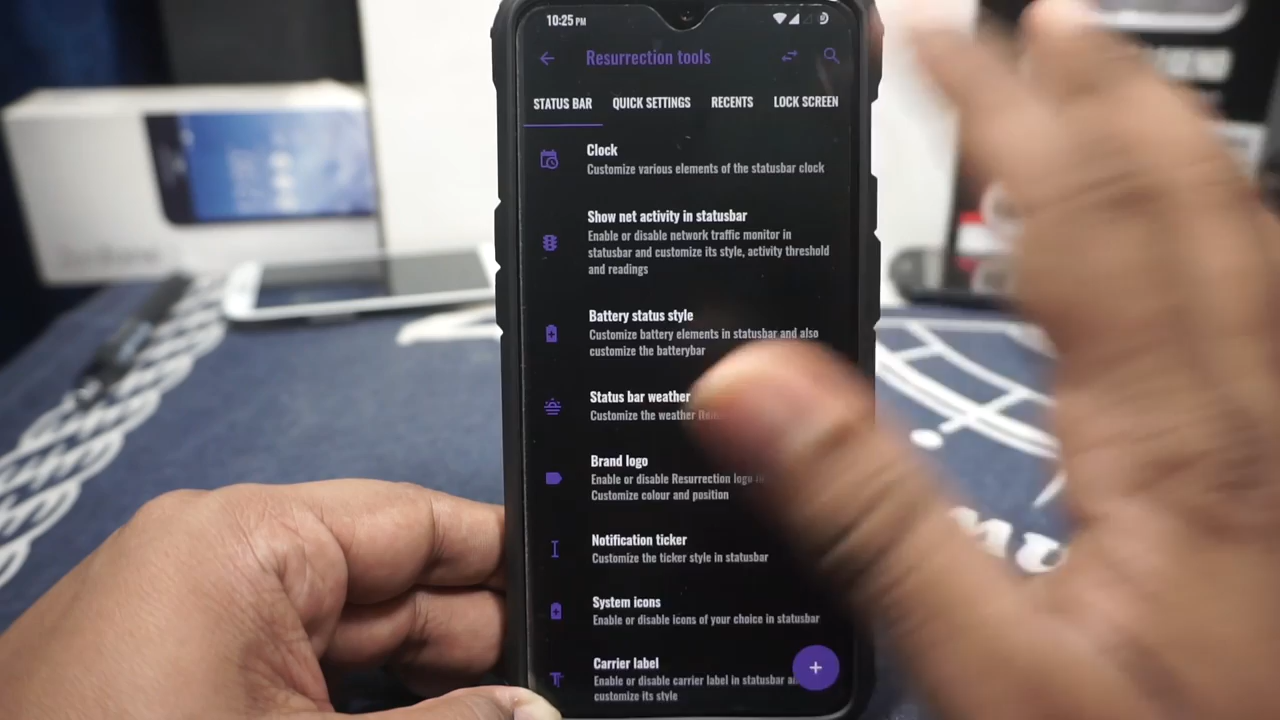 10:25 PM
Resurrection tools
STATUS BAR QUICK SETTINGS RECENTS LOCK SCREEN
Clock
Customize various elements of the statusbar clock
Show net activity in statusbar
Enable or disable network traffic monitor in
statusbar and customize its style, activity threshold
and readings
Battery status style
Customize battery elements in statusbar and also
customize the batterybar
Status bar weather
Customize the weather
Brand logo
Enable or disable Resurrection logo
Customize colour and position
Notification ticker
Customize the ticker style in statusbar
System icons
Enable or disable icons of your choice in statusbar
Carrier label
Enable or disable carrier label in statusbar
customize its style